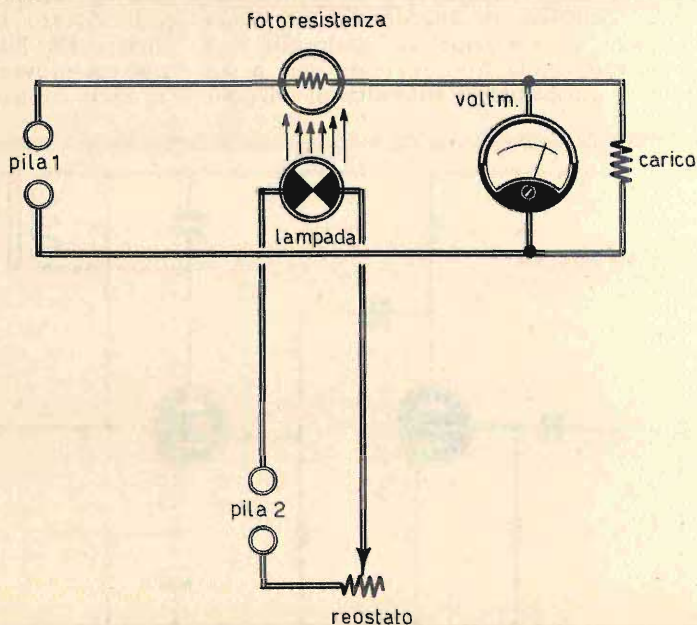 fotoresistenza
voltm.
pila 1
carico
lampada
pila 2
reostato